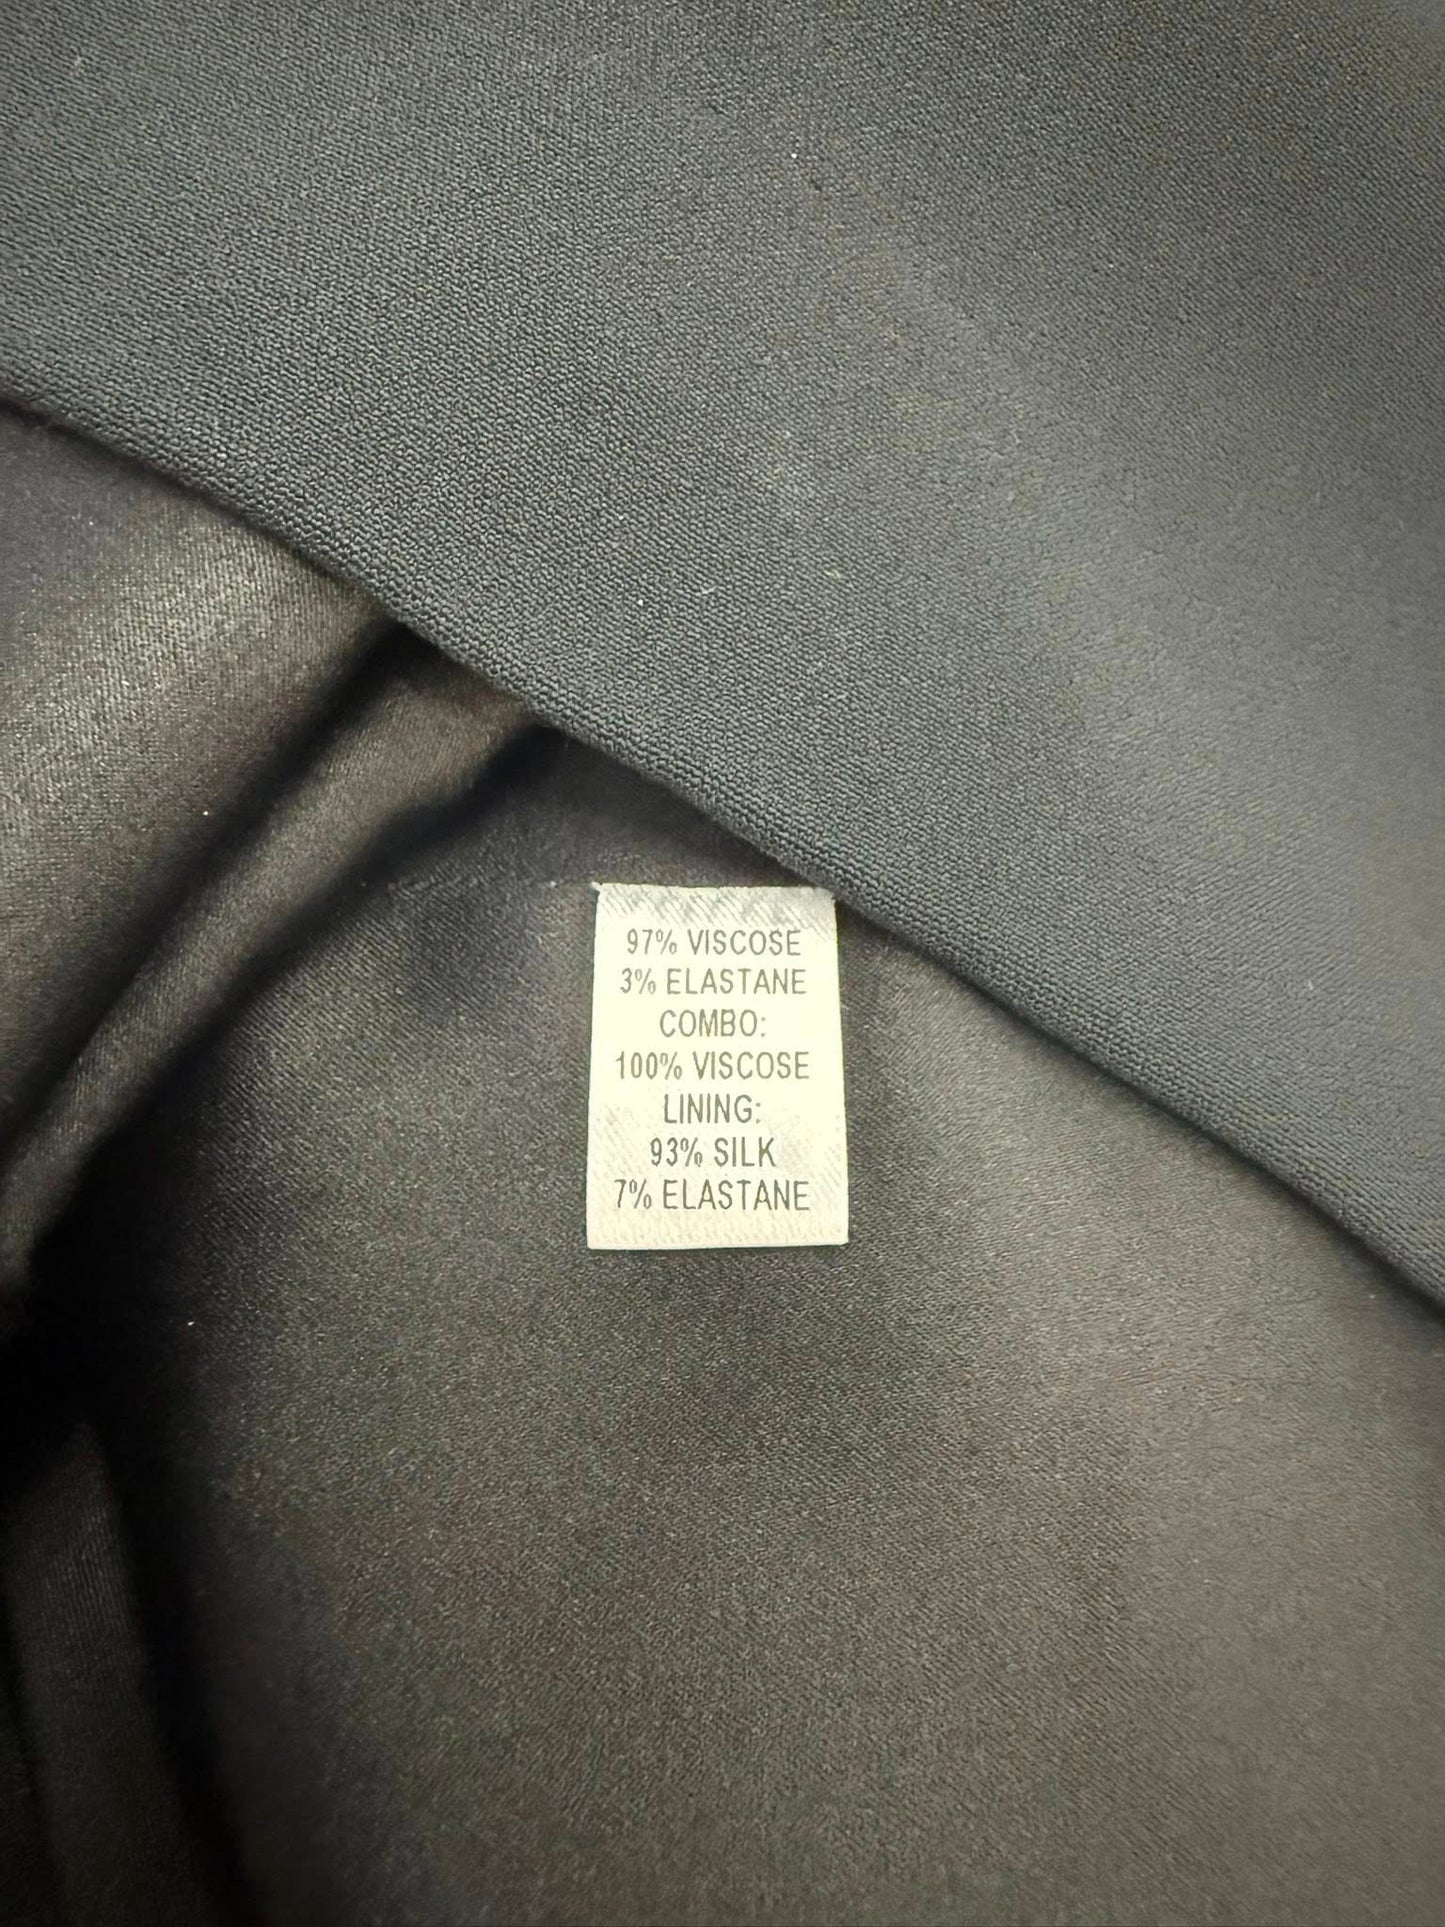 97% VISCOSE
3% ELASTANE
COMBO:
100% VISCOSE
LINING:
93% SILK
7% ELASTANE